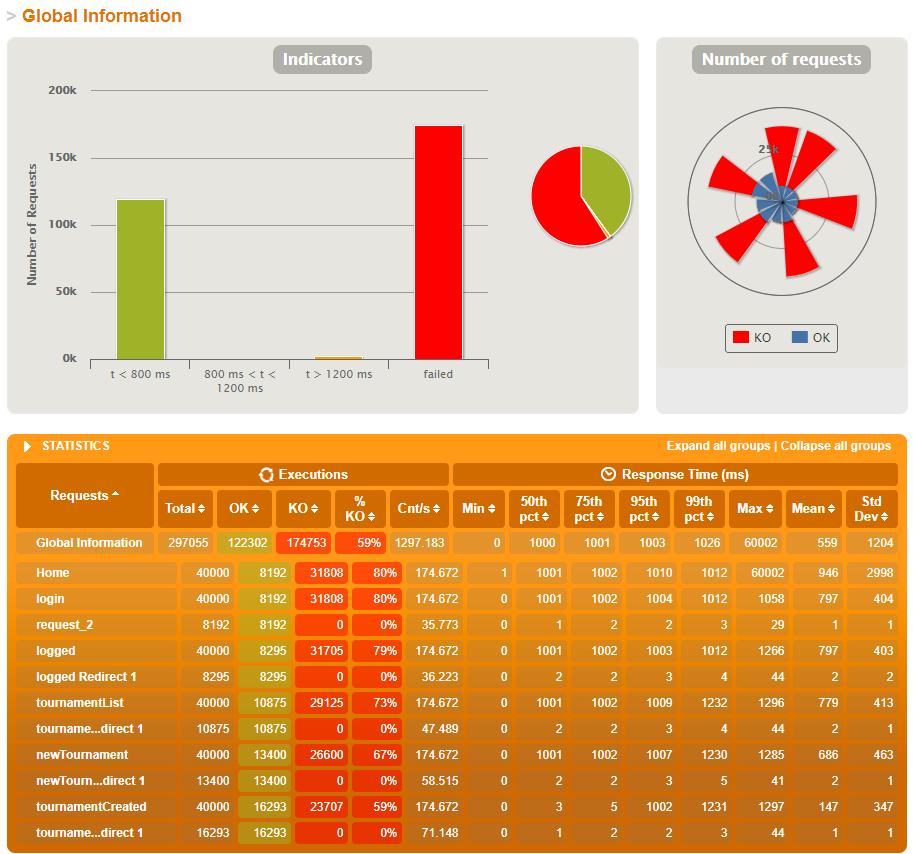 > Global Information
Indicators
Number of requests
200k
150k
100k
50k
0k
Number of Requests
t < 800 ms
800 ms < t <
1200 ms
t > 1200 ms
failed
25k
KO
OK
STATISTICS
Expand all groups | Collapse all groups
Requests
Executions
Response Time (ms)
Total OK KO % KO Cnt/s Min 50th pct 75th pct 95th pct 99th pct Max Mean Std Dev
Global Information 297055 122302 174753 59% 1297.183 0 1000 1001 1003 1026 60002 559 1204
Home 40000 8192 31808 80% 174.672 1 1001 1002 1010 1012 60002 946 2998
login 40000 8192 31808 80% 174.672 0 1001 1002 1004 1012 1058 797 404
request_2 8192 8192 0 0% 35.773 0 1 2 2 3 29 1 1
logged 40000 8295 31705 79% 174.672 0 1001 1002 1003 1012 1266 797 403
logged Redirect 1 8295 8295 0 0% 36.223 0 2 2 3 4 44 2 2
tournamentList 40000 10875 29125 73% 174.672 0 1001 1002 1009 1232 1296 779 413
tourname...direct 1 10875 10875 0 0% 47.489 0 2 2 3 4 44 2 1
newTournament 40000 13400 26600 67% 174.672 0 1001 1002 1007 1230 1285 686 463
newTourn...direct 1 13400 13400 0 0% 58.515 0 2 2 3 5 41 2 1
tournamentCreated 40000 16293 23707 59% 174.672 0 3 5 1002 1231 1297 147 347
tourname...direct 1 16293 16293 0 0% 71.148 0 1 2 2 3 44 1 1